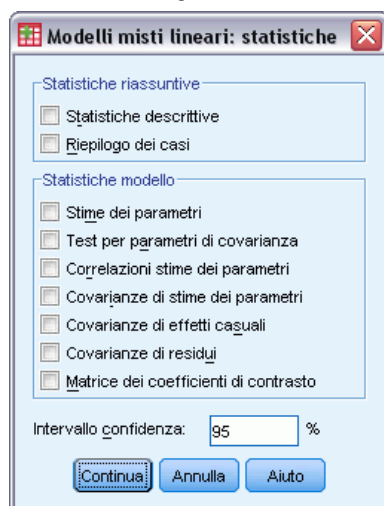 Modelli misti lineari: statistiche
Statistiche riassuntive
Statistiche descrittive
Riepilogo dei casi
Statistiche modello
Stime dei parametri
Test per parametri di covarianza
Correlazioni stime dei parametri
Covarianze di stime dei parametri
Covarianze di effetti casuali
Covarianze di residui
Matrice dei coefficienti di contrasto
Intervallo confidenza: 95 %
Continua Annulla Aiuto